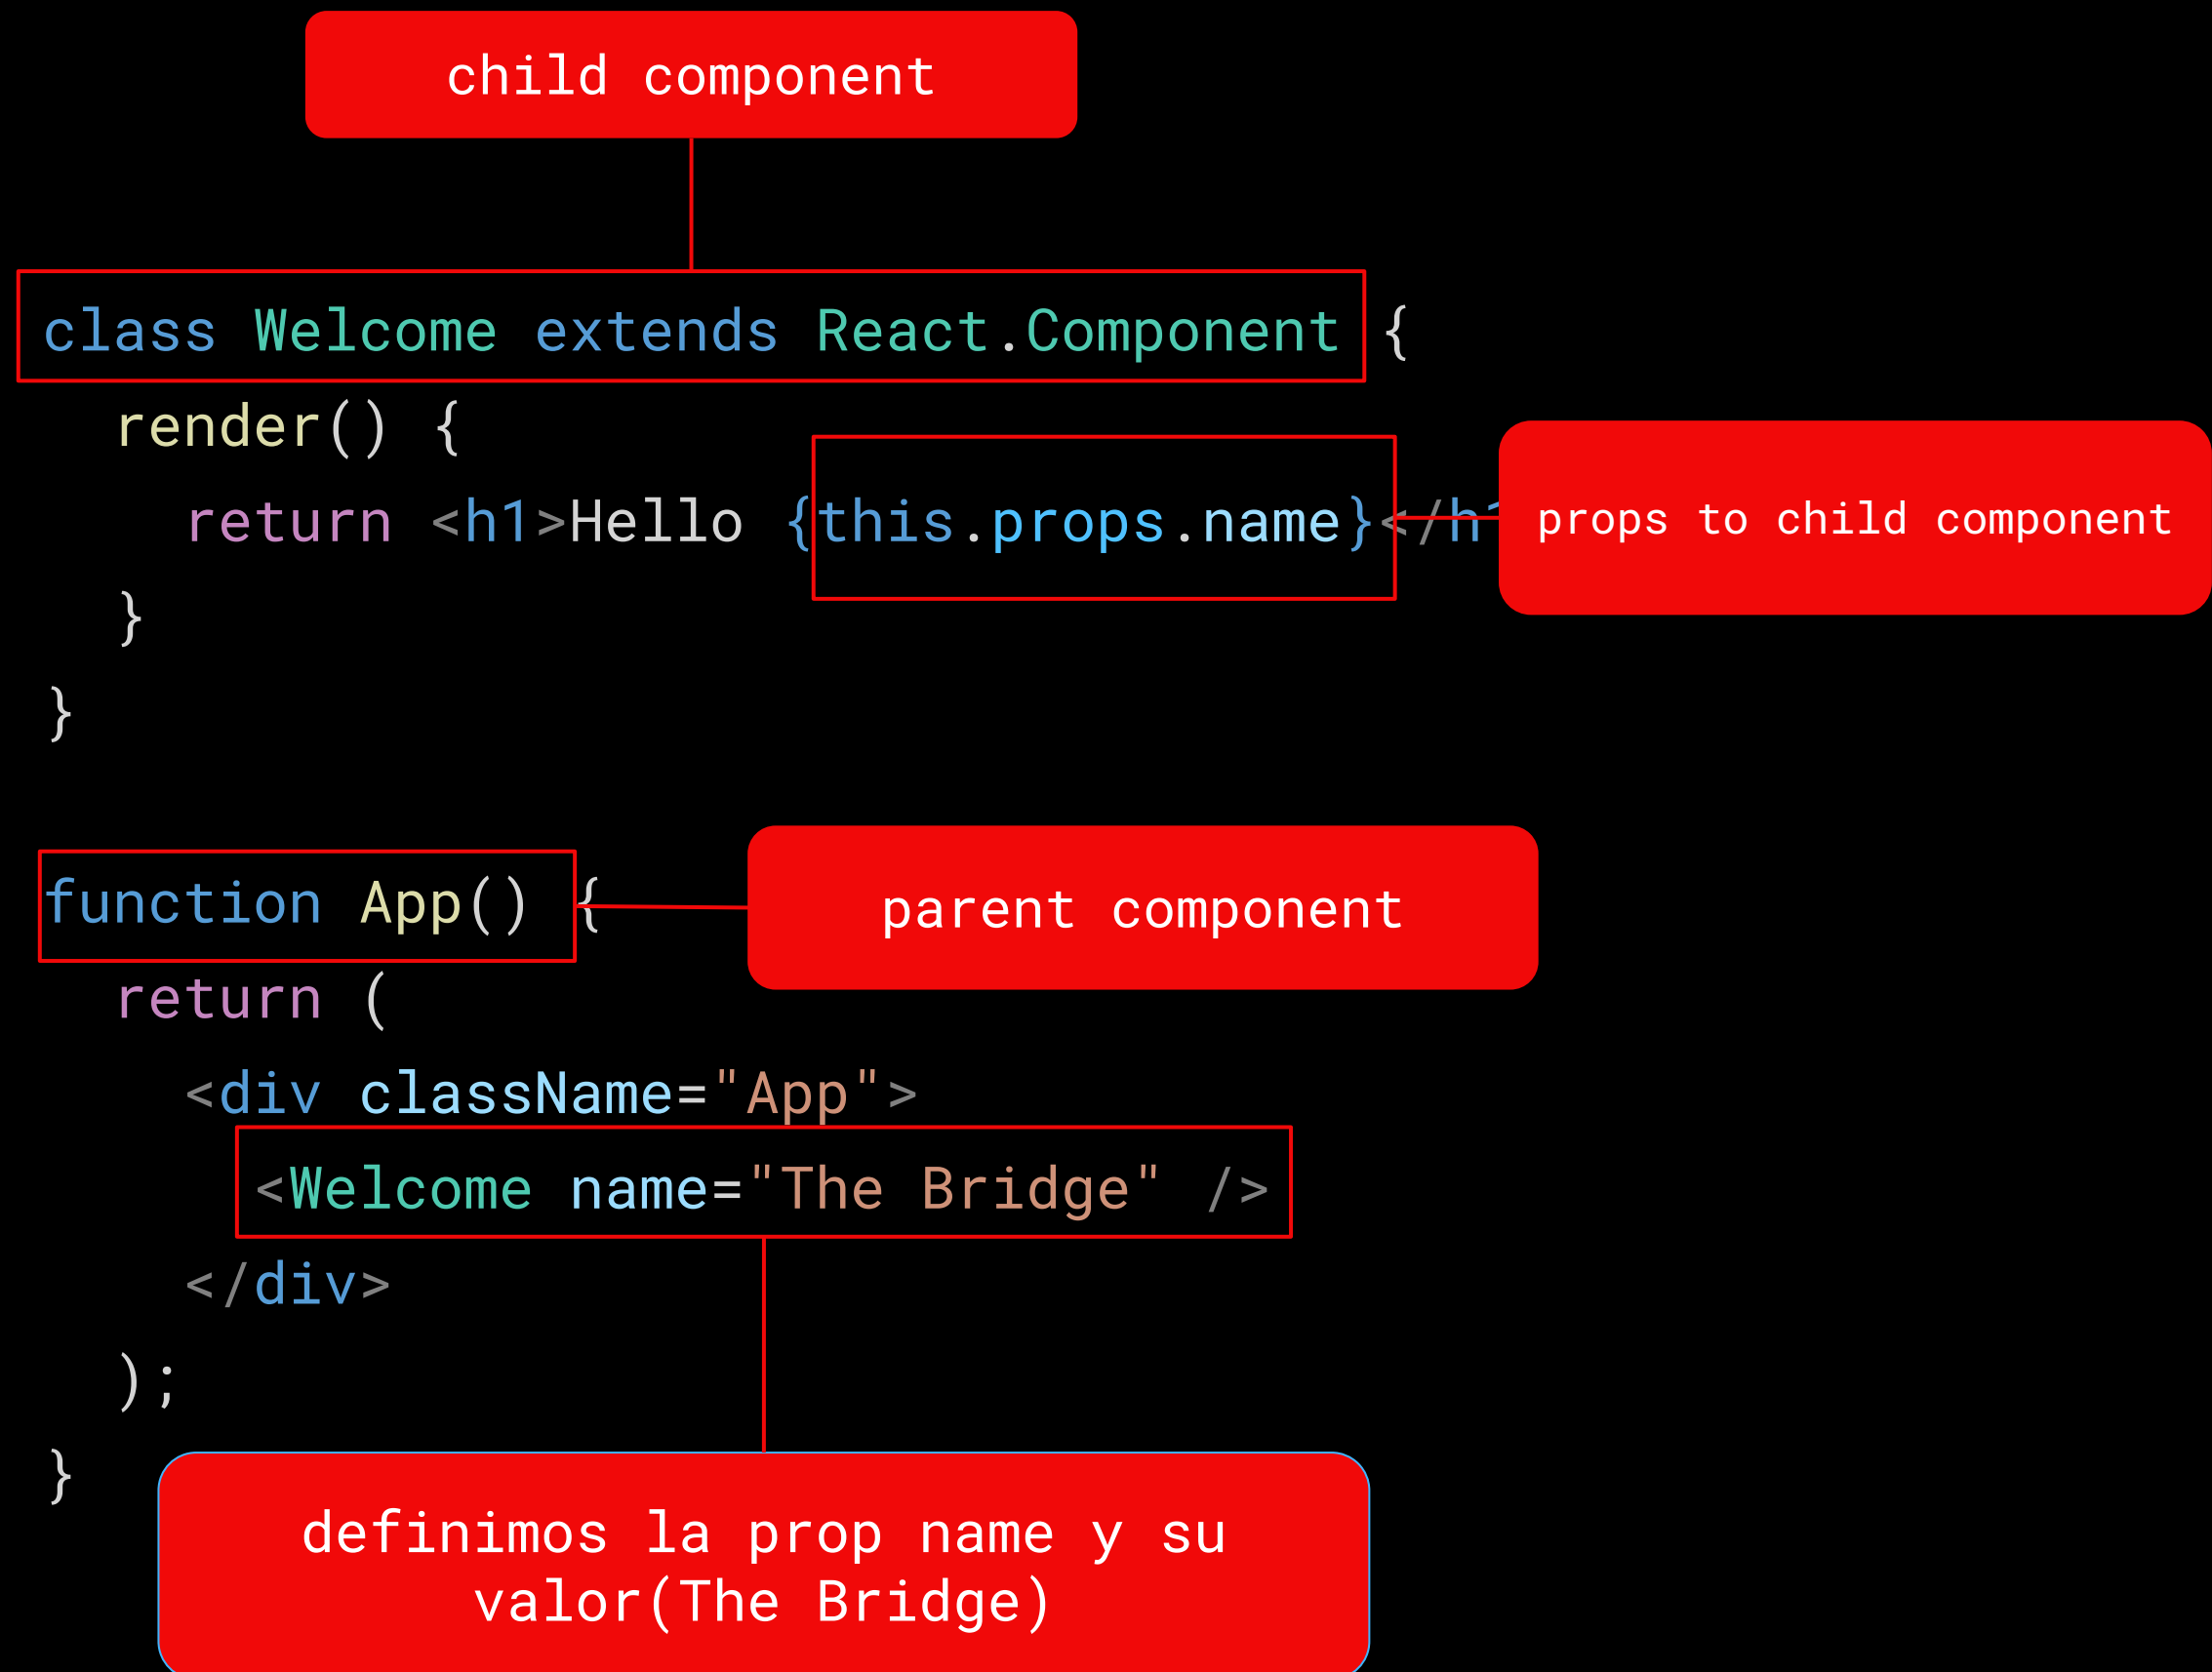 child component
class Welcome extends React.Component {
render() {
return <h1>Hello {this.props.name}</h1
props to child component
}
}
function App() {
parent component
return (
<div className="App">
<Welcome name="The Bridge" />
</div>
);
}
definimos la prop name y su
valor(The Bridge)